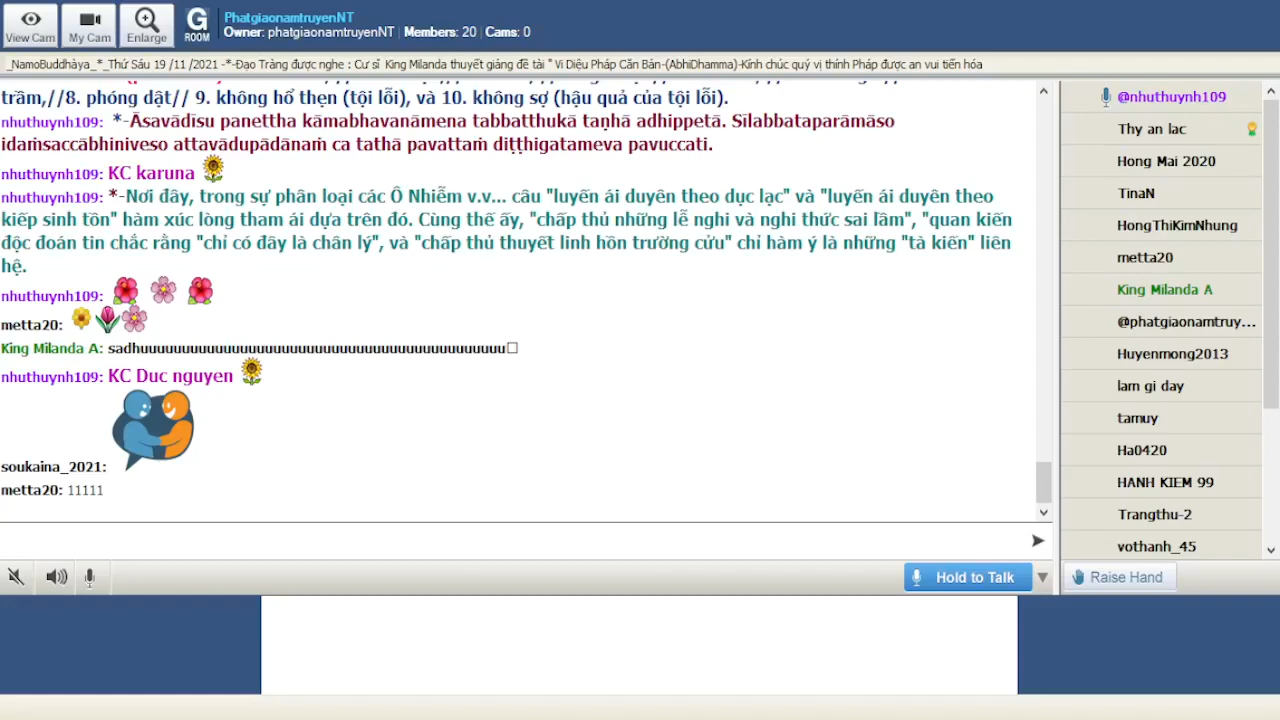 View Cam
My Cam
Enlarge
G
ROOM
PhatgiaonamtruyenNT
Owner: phatgiaonamtruyenNT | Members: 20 | Cams: 0
_NamoBuddhàya_*_Thứ Sáu 19 /11 /2021 -*-Đạo Tràng được nghe : Cư sĩ King Milanda thuyết giảng đề tài " Vi Diệu Pháp Căn Bản-(AbhiDhamma)-Kính chúc quý vị thính Pháp được an vui tiến hóa
trầm,//8. phóng dật// 9. không hổ thẹn (tội lỗi), và 10. không sợ (hậu quả của tội lỗi).
nhuthuynh109: *-Āsavādīsu panettha kāmabhavanāmena tabbatthukā taṇhā adhippetā. Sīlabbataparāmāso
idaṁsaccābhiniveso attavādupādānaṁ ca tathā pavattaṁ diṭṭhigatameva pavuccati.
nhuthuynh109: KC karuna
nhuthuynh109: *-Nơi đây, trong sự phân loại các Ô Nhiễm v.v... câu "luyến ái duyên theo dục lạc" và "luyến ái duyên theo
kiếp sinh tồn" hàm xúc lòng tham ái dựa trên đó. Cùng thế ấy, "chấp thủ những lễ nghi và nghi thức sai lầm", "quan kiến
độc đoán tin chắc rằng "chỉ có đây là chân lý", và "chấp thủ thuyết linh hồn trường cửu" chỉ hàm ý là những "tà kiến" liên
hệ.
nhuthuynh109:
metta20:
King Milanda A: sadhuuuuuuuuuuuuuuuuuuuuuuuuuuuuuuuuuuuuuuuuuuu
nhuthuynh109: KC Duc nguyen
soukaina_2021:
metta20: 11111
Hold to Talk
@nhuthuynh109
Thy an lac
Hong Mai 2020
TinaN
HongThiKimNhung
metta20
King Milanda A
@phatgiaonamtruy...
Huyenmong2013
lam gi day
tamuy
Ha0420
HANH KIEM 99
Trangthu-2
vothanh_45
Raise Hand